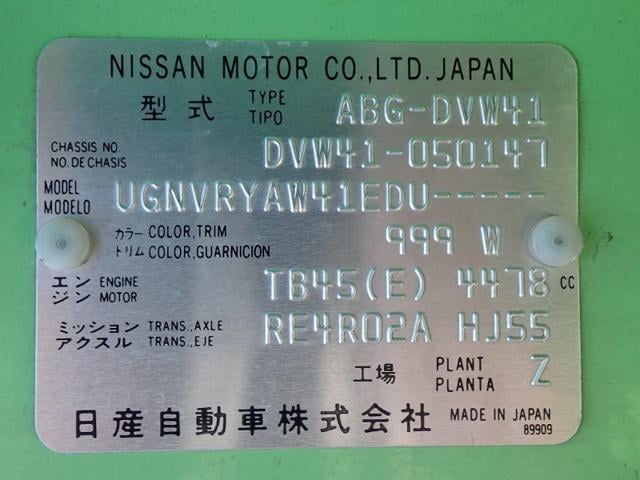 NISSAN MOTOR CO.,LTD. JAPAN
型式 TYPE TIPO ABG-DVW41
CHASSIS NO. NO. DE CHASIS DVW41-050147
MODEL MODELO UGNVRYAW41EDU-----
カラー COLOR,TRIM
トリム COLOR,GUARNICION 999 W
エンジン ENGINE MOTOR TB45(E) 4478 CC
ミッション TRANS.,AXLE RE4R02A HJ55
アクスル TRANS.,EJE
工場 PLANT PLANTA Z
日産自動車株式会社 MADE IN JAPAN
89909